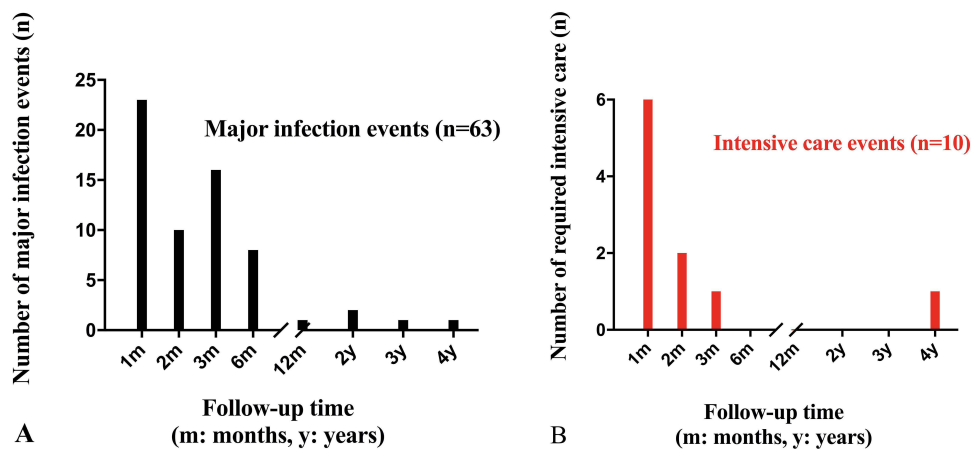 Number of major infection events (n)
25
20
15
10
5
0
Major infection events (n=63)
1m
2m
3m
6m
12m
2y
3y
4y
Follow-up time
(m: months, y: years)
A
Number of required intensive care (n)
6
4
2
0
Intensive care events (n=10)
1m
2m
3m
6m
12m
2y
3y
4y
Follow-up time
(m: months, y: years)
B